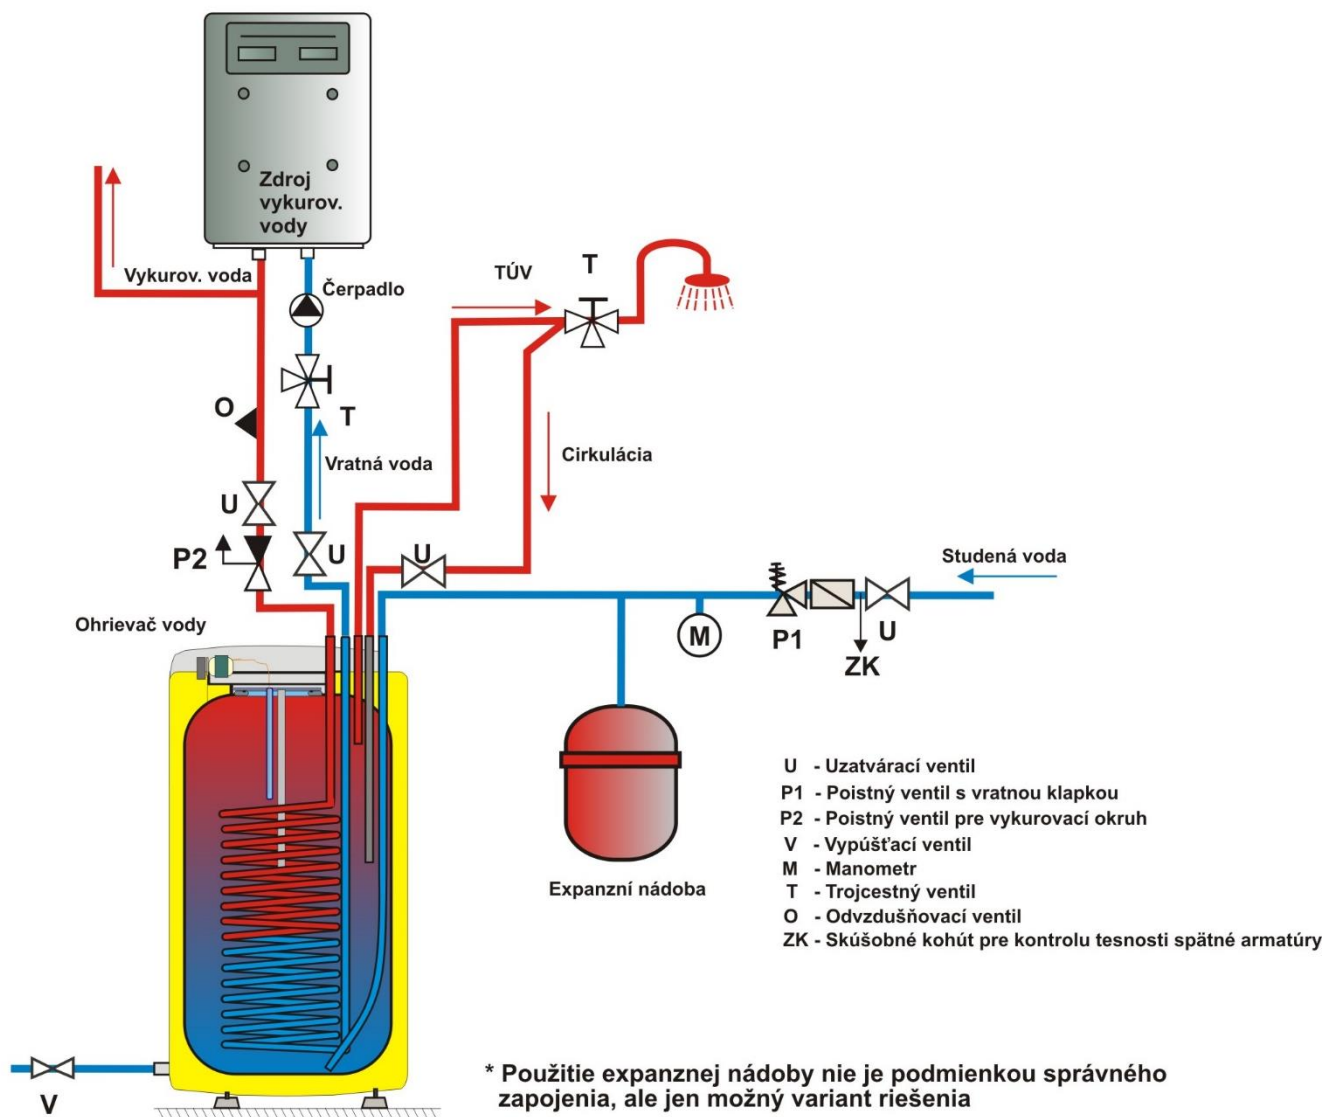 Zdroj
vykurov.
vody
Vykurov. voda
Čerpadlo
TÚV
T
O
T
Vratná voda
Cirkulácia
U
P2
U
U
Studená voda
Ohrievač vody
M
P1
U
ZK
Expanzní nádoba
U - Uzatvárací ventil
P1 - Poistný ventil s vratnou klapkou
P2 - Poistný ventil pre vykurovací okruh
V - Vypúšťací ventil
M - Manometr
T - Trojcestný ventil
O - Odvzdušňovací ventil
ZK - Skúšobné kohút pre kontrolu tesnosti spätné armatúry
V
* Použitie expanznej nádoby nie je podmienkou správného
zapojenia, ale jen možný variant riešenia